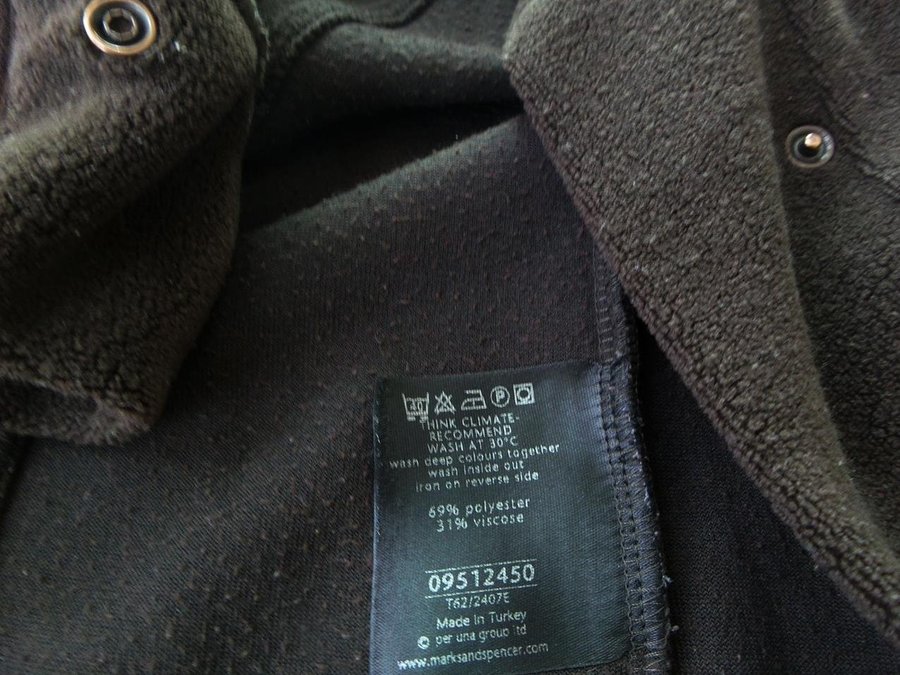 40 P
THINK CLIMATE-
RECOMMEND
WASH AT 30°C
wash deep colours together
wash inside out
iron on reverse side
69% polyester
31% viscose
09512450
T62/2407E
Made in Turkey
© per una group ltd
www.marksandspencer.com